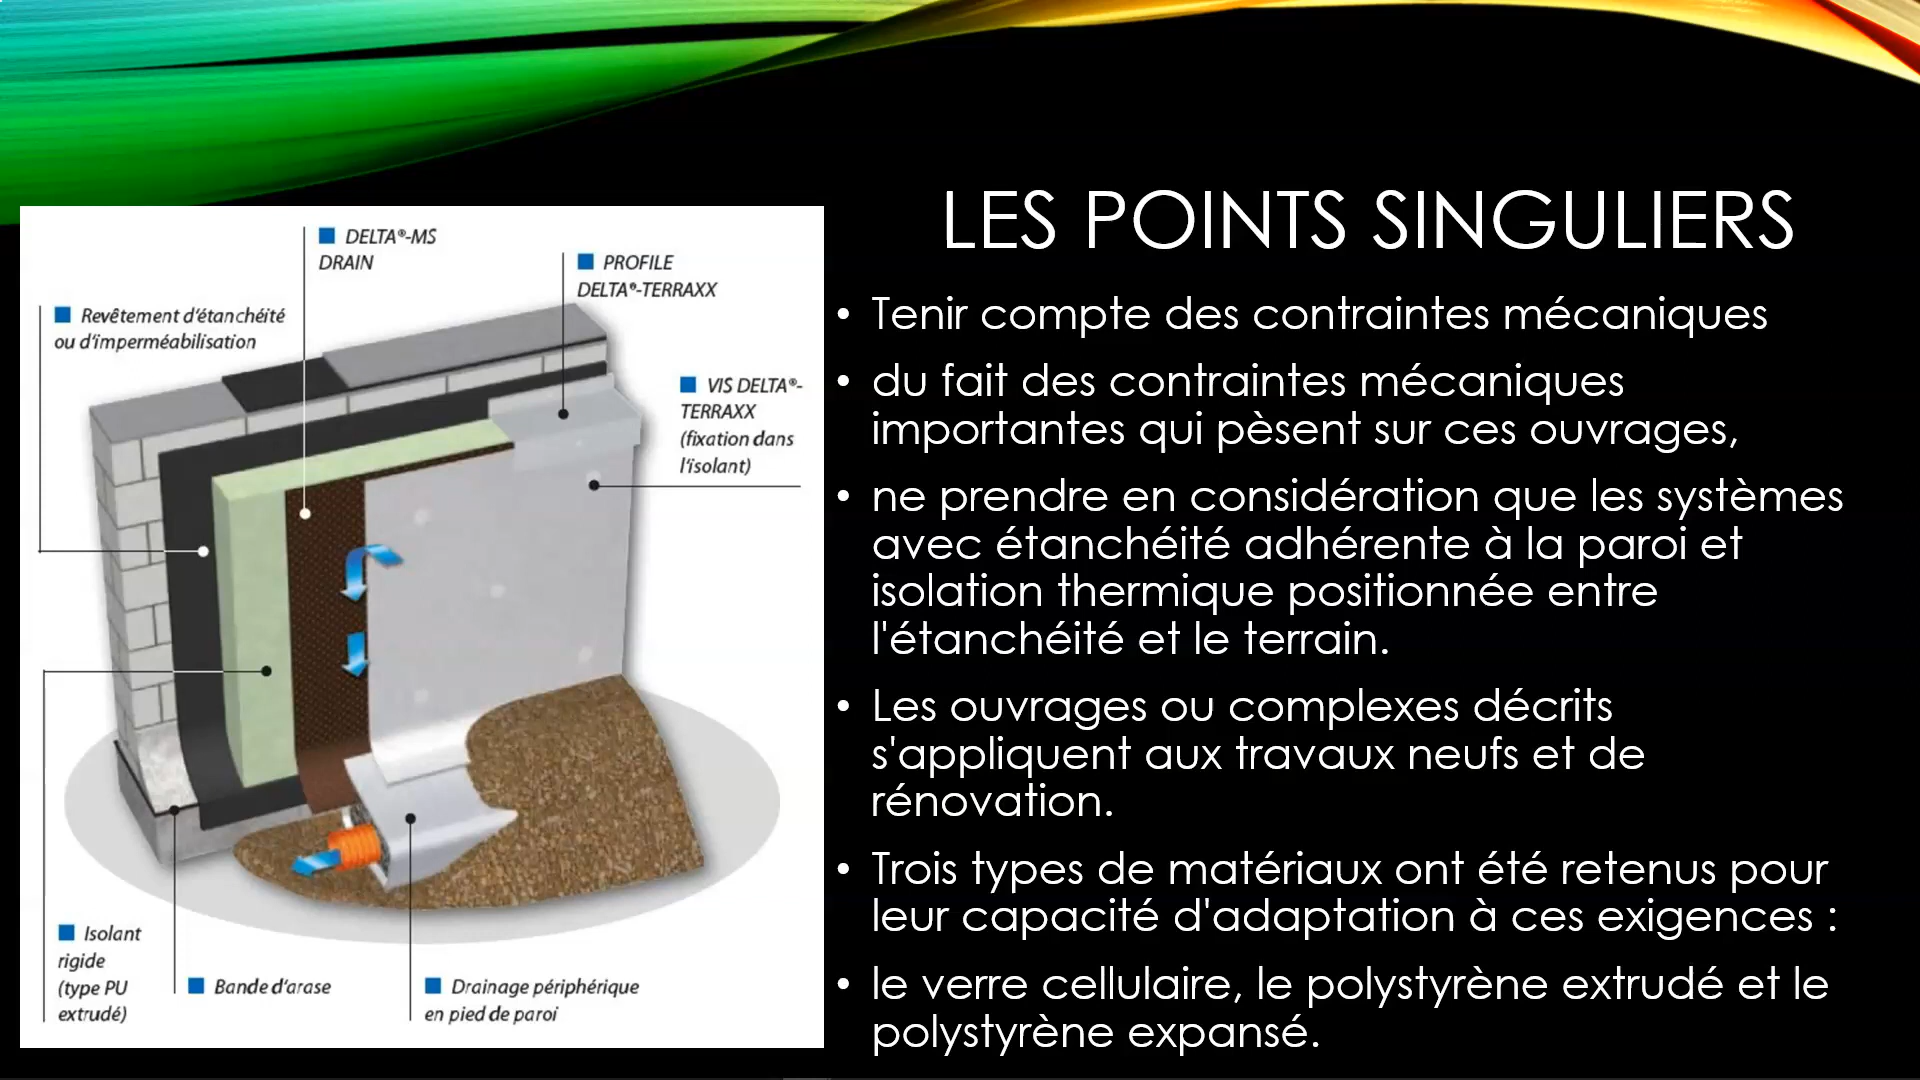 LES POINTS SINGULIERS
• Tenir compte des contraintes mécaniques
• du fait des contraintes mécaniques
importantes qui pèsent sur ces ouvrages,
• ne prendre en considération que les systèmes
avec étanchéité adhérente à la paroi et
isolation thermique positionnée entre
l'étanchéité et le terrain.
• Les ouvrages ou complexes décrits
s'appliquent aux travaux neufs et de
rénovation.
• Trois types de matériaux ont été retenus pour
leur capacité d'adaptation à ces exigences :
• le verre cellulaire, le polystyrène extrudé et le
polystyrène expansé.
DELTA®-MS
DRAIN
PROFILE
DELTA®-TERRAXX
Revêtement d'étanchéité
ou d'imperméabilisation
VIS DELTA®-
TERRAXX
(fixation dans
l'isolant)
Isolant
rigide
(type PU
extrudé)
Bande d'arase
Drainage périphérique
en pied de paroi